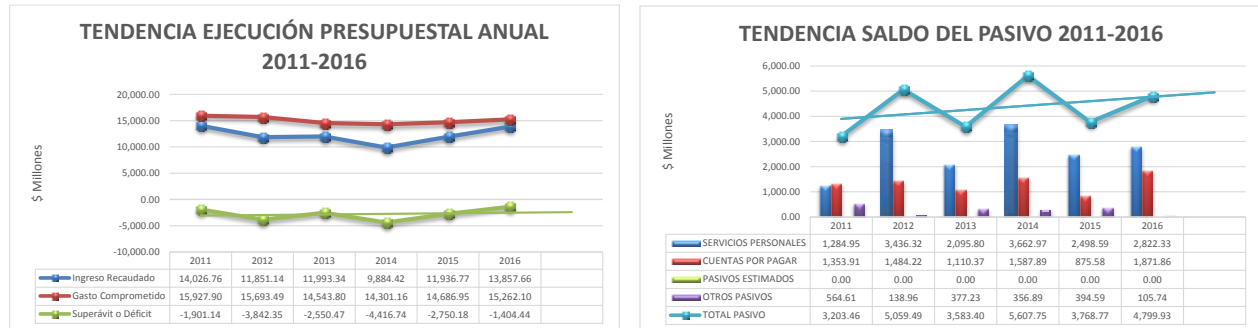 TENDENCIA EJECUCIÓN PRESUPUESTAL ANUAL
2011-2016
$ Millones
20,000.00
15,000.00
10,000.00
5,000.00
0.00
-5,000.00
-10,000.00
2011 2012 2013 2014 2015 2016
Ingreso Recaudado 14,026.76 11,851.14 11,993.34 9,884.42 11,936.77 13,857.66
Gasto Comprometido 15,927.90 15,693.49 14,543.80 14,301.16 14,686.95 15,262.10
Superávit o Déficit -1,901.14 -3,842.35 -2,550.47 -4,416.74 -2,750.18 -1,404.44
TENDENCIA SALDO DEL PASIVO 2011-2016
$ Millones
6,000.00
5,000.00
4,000.00
3,000.00
2,000.00
1,000.00
0.00
2011 2012 2013 2014 2015 2016
SERVICIOS PERSONALES 1,284.95 3,436.32 2,095.80 3,662.97 2,498.59 2,822.33
CUENTAS POR PAGAR 1,353.91 1,484.22 1,110.37 1,587.89 875.58 1,871.86
PASIVOS ESTIMADOS 0.00 0.00 0.00 0.00 0.00 0.00
OTROS PASIVOS 564.61 138.96 377.23 356.89 394.59 105.74
TOTAL PASIVO 3,203.46 5,059.49 3,583.40 5,607.75 3,768.77 4,799.93